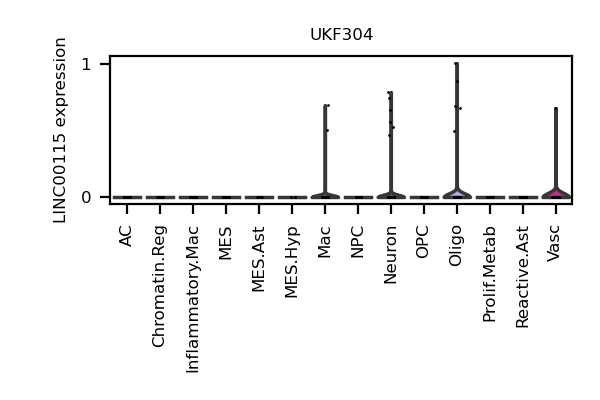 UKF304
LINC00115 expression
1
0
AC
Chromatin.Reg
Inflammatory.Mac
MES
MES.Ast
MES.Hyp
Mac
NPC
Neuron
OPC
Oligo
Prolif.Metab
Reactive.Ast
Vasc